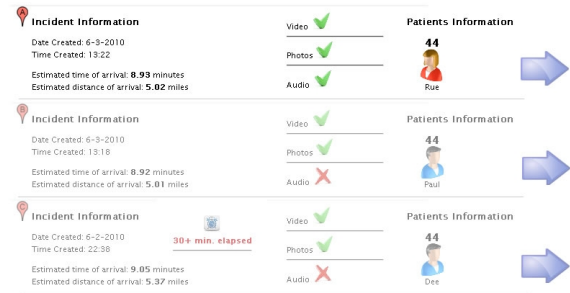 A
Incident Information
Date Created: 6-3-2010
Time Created: 13:22
Estimated time of arrival: 8.93 minutes
Estimated distance of arrival: 5.02 miles
Video
Photos
Audio
Patients Information
44
Rue
B
Incident Information
Date Created: 6-3-2010
Time Created: 13:18
Estimated time of arrival: 8.92 minutes
Estimated distance of arrival: 5.01 miles
Video
Photos
Audio
Patients Information
44
Paul
C
Incident Information
Date Created: 6-2-2010
Time Created: 22:38
Estimated time of arrival: 9.05 minutes
Estimated distance of arrival: 5.37 miles
30+ min. elapsed
Video
Photos
Audio
Patients Information
44
Dee